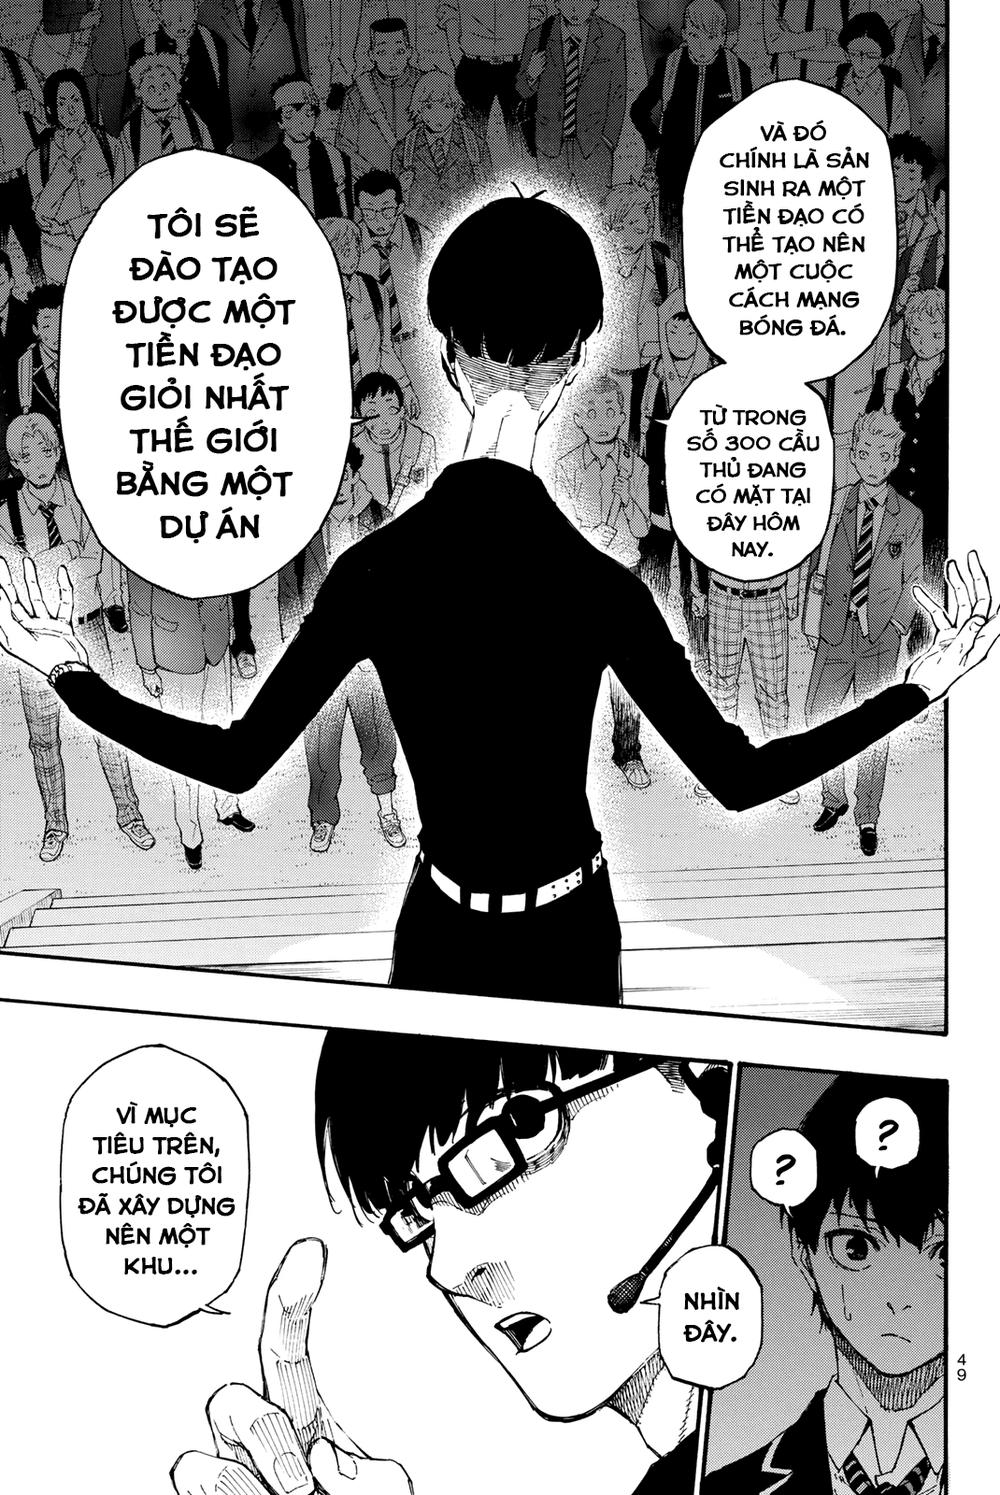 VÀ ĐÓ
CHÍNH LÀ SẢN
SINH RA MỘT
TIỀN ĐẠO CÓ
THỂ TẠO NÊN
MỘT CUỘC
CÁCH MẠNG
BÓNG ĐÁ.
TỪ TRONG
SỐ 300 CẦU
THỦ ĐANG
CÓ MẶT TẠI
ĐÂY HÔM
NAY.
TÔI SẼ
ĐÀO TẠO
ĐƯỢC MỘT
TIỀN ĐẠO
GIỎI NHẤT
THẾ GIỚI
BẰNG MỘT
DỰ ÁN
?
?
NHÌN
ĐÂY.
VÌ MỤC
TIÊU TRÊN,
CHÚNG TÔI
ĐÃ XÂY DỰNG
NÊN MỘT
KHU...
49